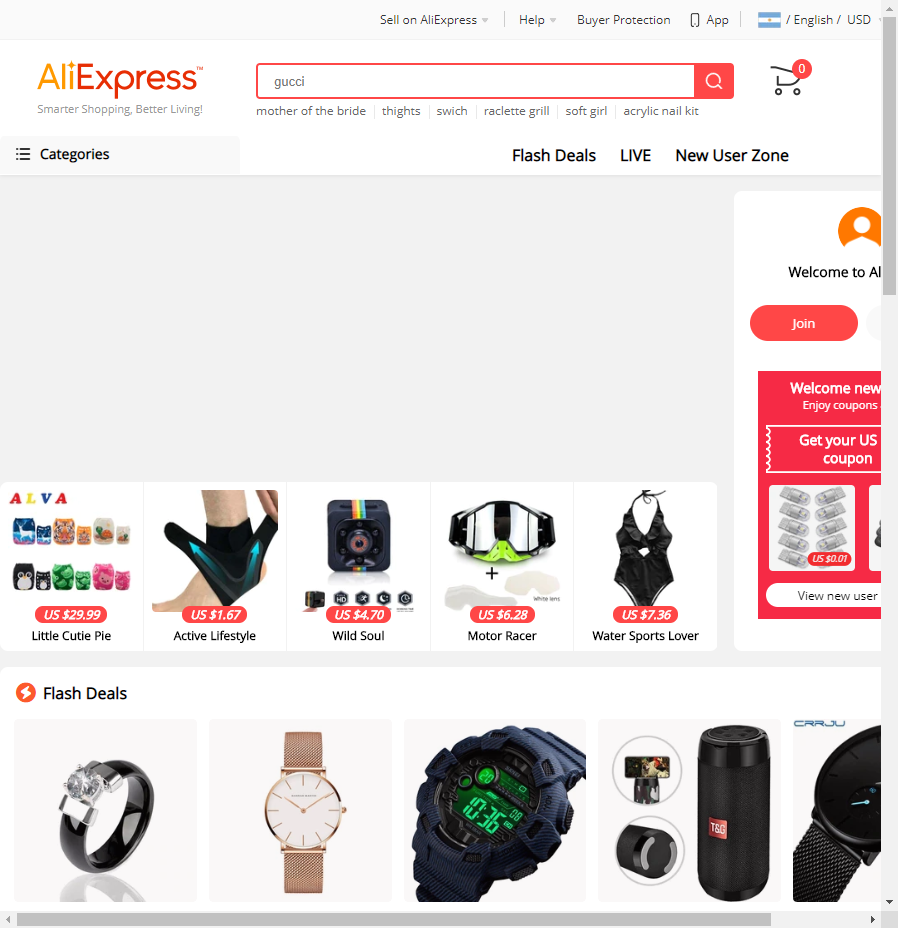 Sell on AliExpress
Help
Buyer Protection
App
/ English / USD
AliExpress™
Smarter Shopping, Better Living!
gucci
0
mother of the bride
thights
swich
raclette grill
soft girl
acrylic nail kit
Categories
Flash Deals
LIVE
New User Zone
Welcome to Al
Join
Welcome new
Enjoy coupons
Get your US
coupon
US $0.01
View new user
ALVA
HD
White lens
US $29.99
US $1.67
US $4.70
US $6.28
US $7.36
Little Cutie Pie
Active Lifestyle
Wild Soul
Motor Racer
Water Sports Lover
Flash Deals
CRRJU
10:36
T&G